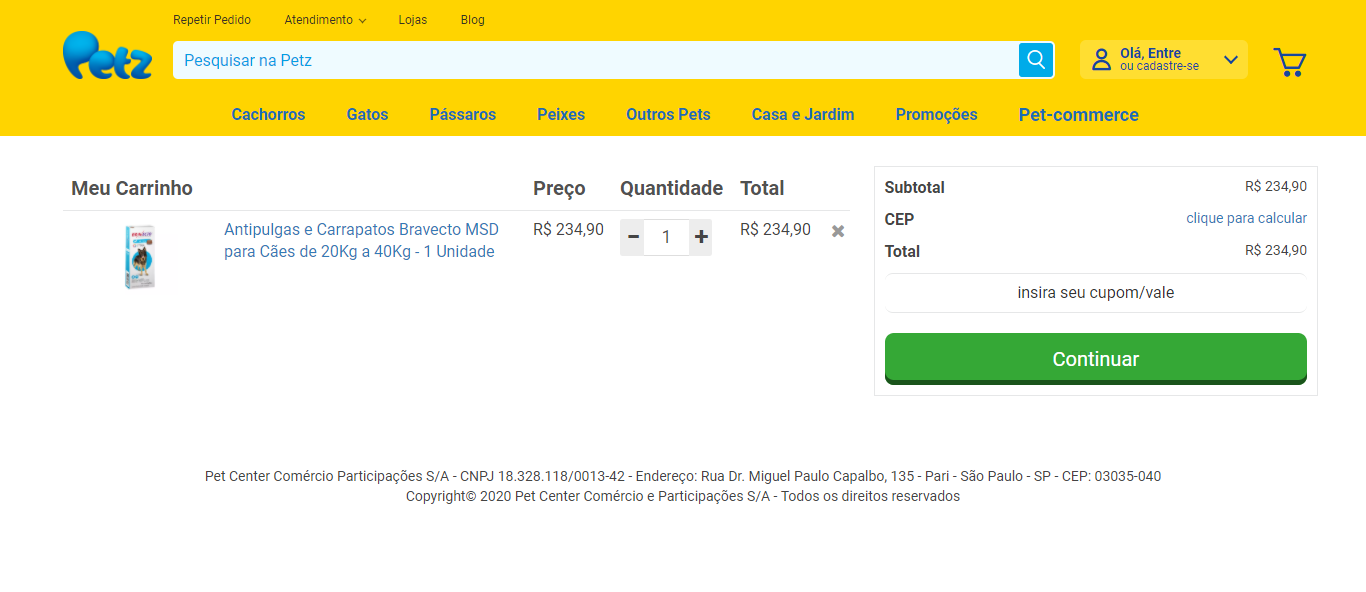 Repetir Pedido Atendimento Lojas Blog
Petz
Pesquisar na Petz
Olá, Entre
ou cadastre-se
Cachorros Gatos Pássaros Peixes Outros Pets Casa e Jardim Promoções Pet-commerce
Meu Carrinho Preço Quantidade Total
Antipulgas e Carrapatos Bravecto MSD
para Cães de 20Kg a 40Kg - 1 Unidade
R$ 234,90 − 1 + R$ 234,90 ✖
Subtotal R$ 234,90
CEP clique para calcular
Total R$ 234,90
insira seu cupom/vale
Continuar
Pet Center Comércio Participações S/A - CNPJ 18.328.118/0013-42 - Endereço: Rua Dr. Miguel Paulo Capalbo, 135 - Pari - São Paulo - SP - CEP: 03035-040
Copyright© 2020 Pet Center Comércio e Participações S/A - Todos os direitos reservados